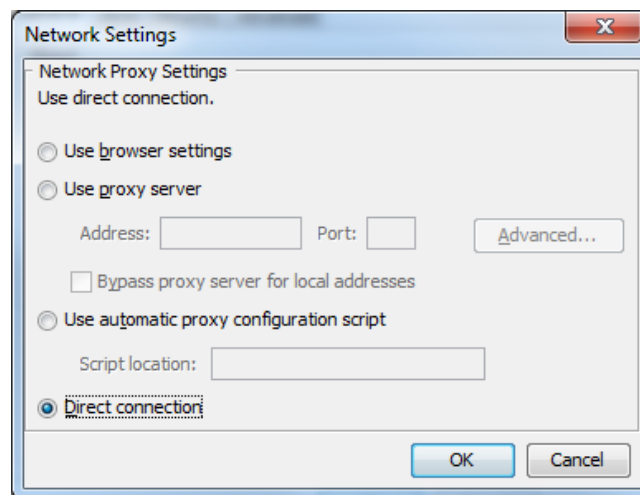 Network Settings
Network Proxy Settings
Use direct connection.
Use browser settings
Use proxy server
Address: Port: Advanced...
Bypass proxy server for local addresses
Use automatic proxy configuration script
Script location:
Direct connection
OK Cancel